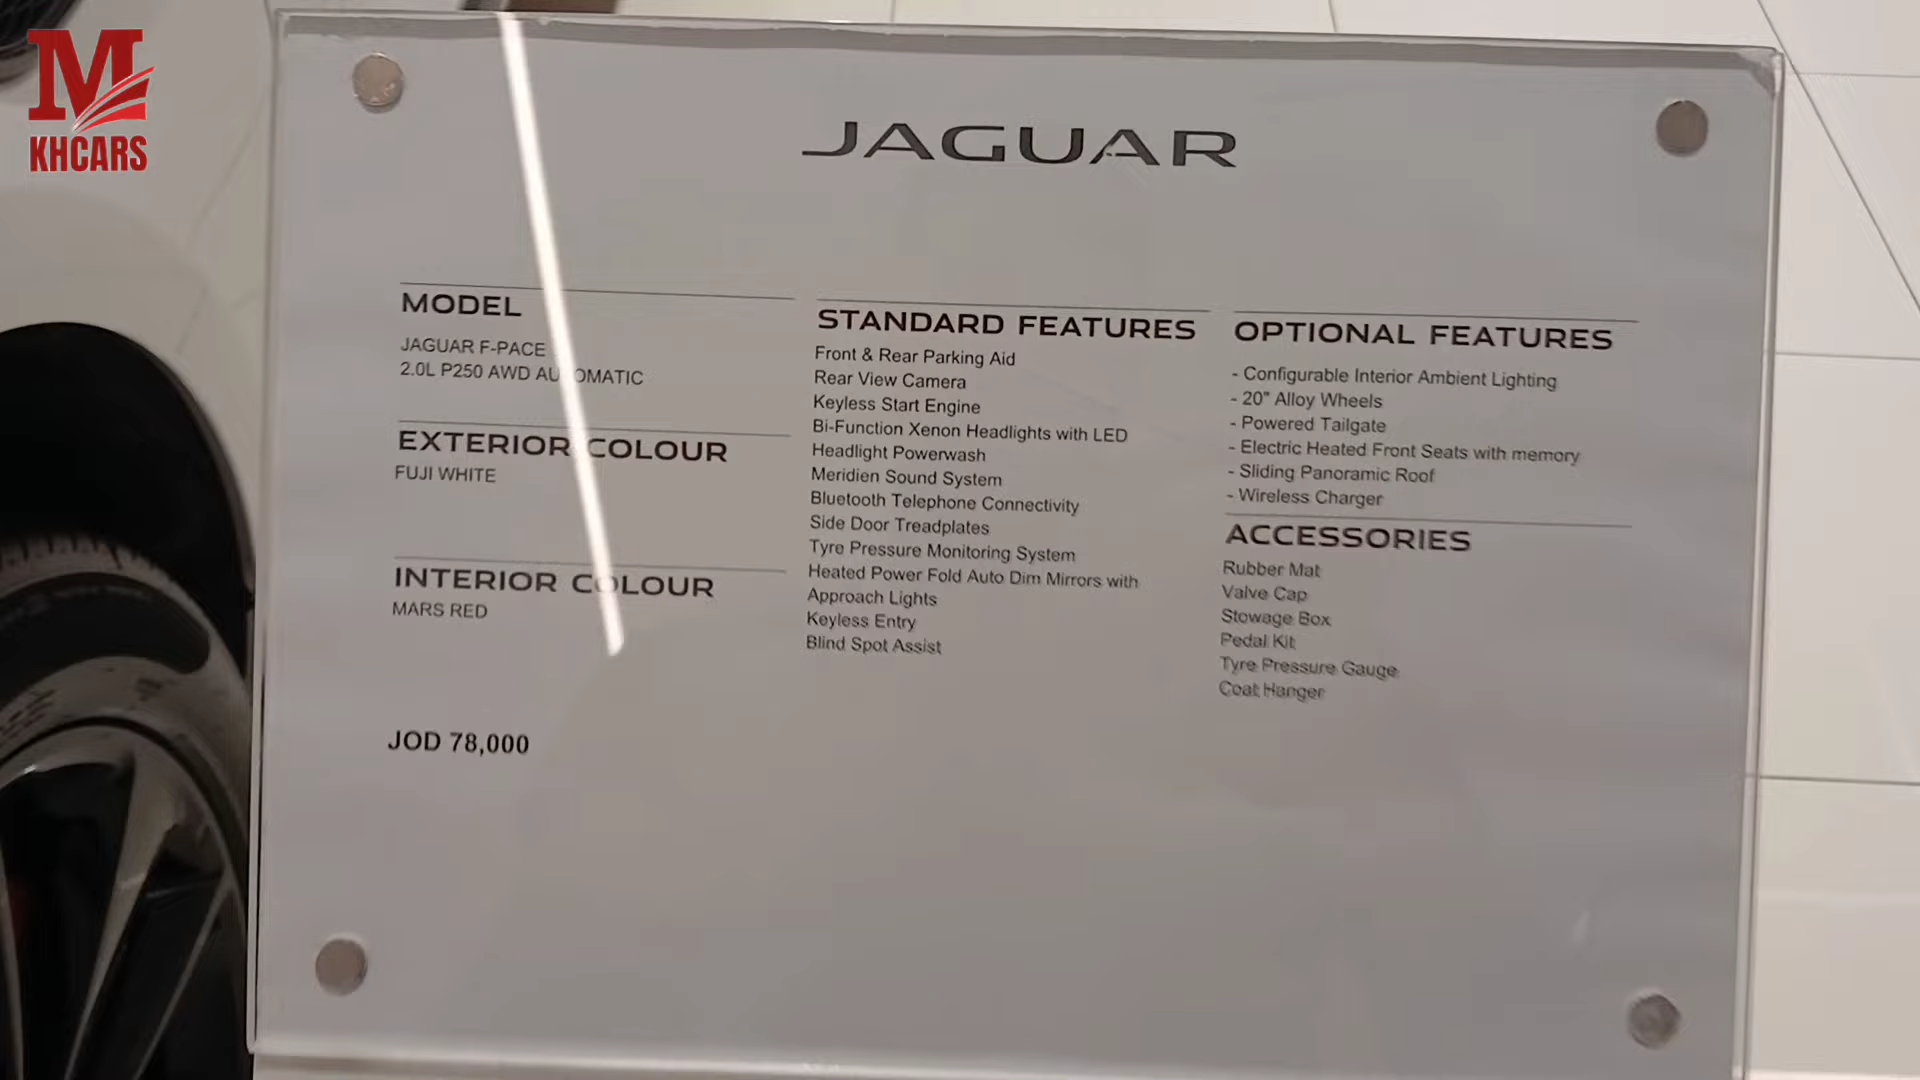 M
KHCARS
JAGUAR
MODEL
JAGUAR F-PACE
2.0L P250 AWD AUTOMATIC
EXTERIOR COLOUR
FUJI WHITE
INTERIOR COLOUR
MARS RED
JOD 78,000
STANDARD FEATURES
Front & Rear Parking Aid
Rear View Camera
Keyless Start Engine
Bi-Function Xenon Headlights with LED
Headlight Powerwash
Meridien Sound System
Bluetooth Telephone Connectivity
Side Door Treadplates
Tyre Pressure Monitoring System
Heated Power Fold Auto Dim Mirrors with
Approach Lights
Keyless Entry
Blind Spot Assist
OPTIONAL FEATURES
- Configurable Interior Ambient Lighting
- 20" Alloy Wheels
- Powered Tailgate
- Electric Heated Front Seats with memory
- Sliding Panoramic Roof
- Wireless Charger
ACCESSORIES
Rubber Mat
Valve Cap
Stowage Box
Pedal Kit
Tyre Pressure Gauge
Coat Hanger